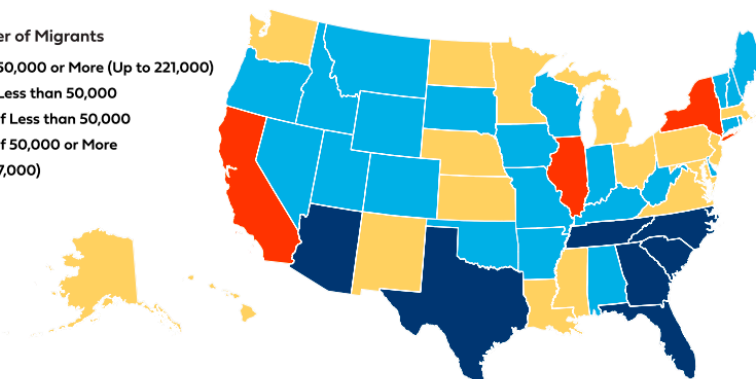 er of Migrants
50,000 or More (Up to 221,000)
Less than 50,000
f Less than 50,000
f 50,000 or More
7,000)